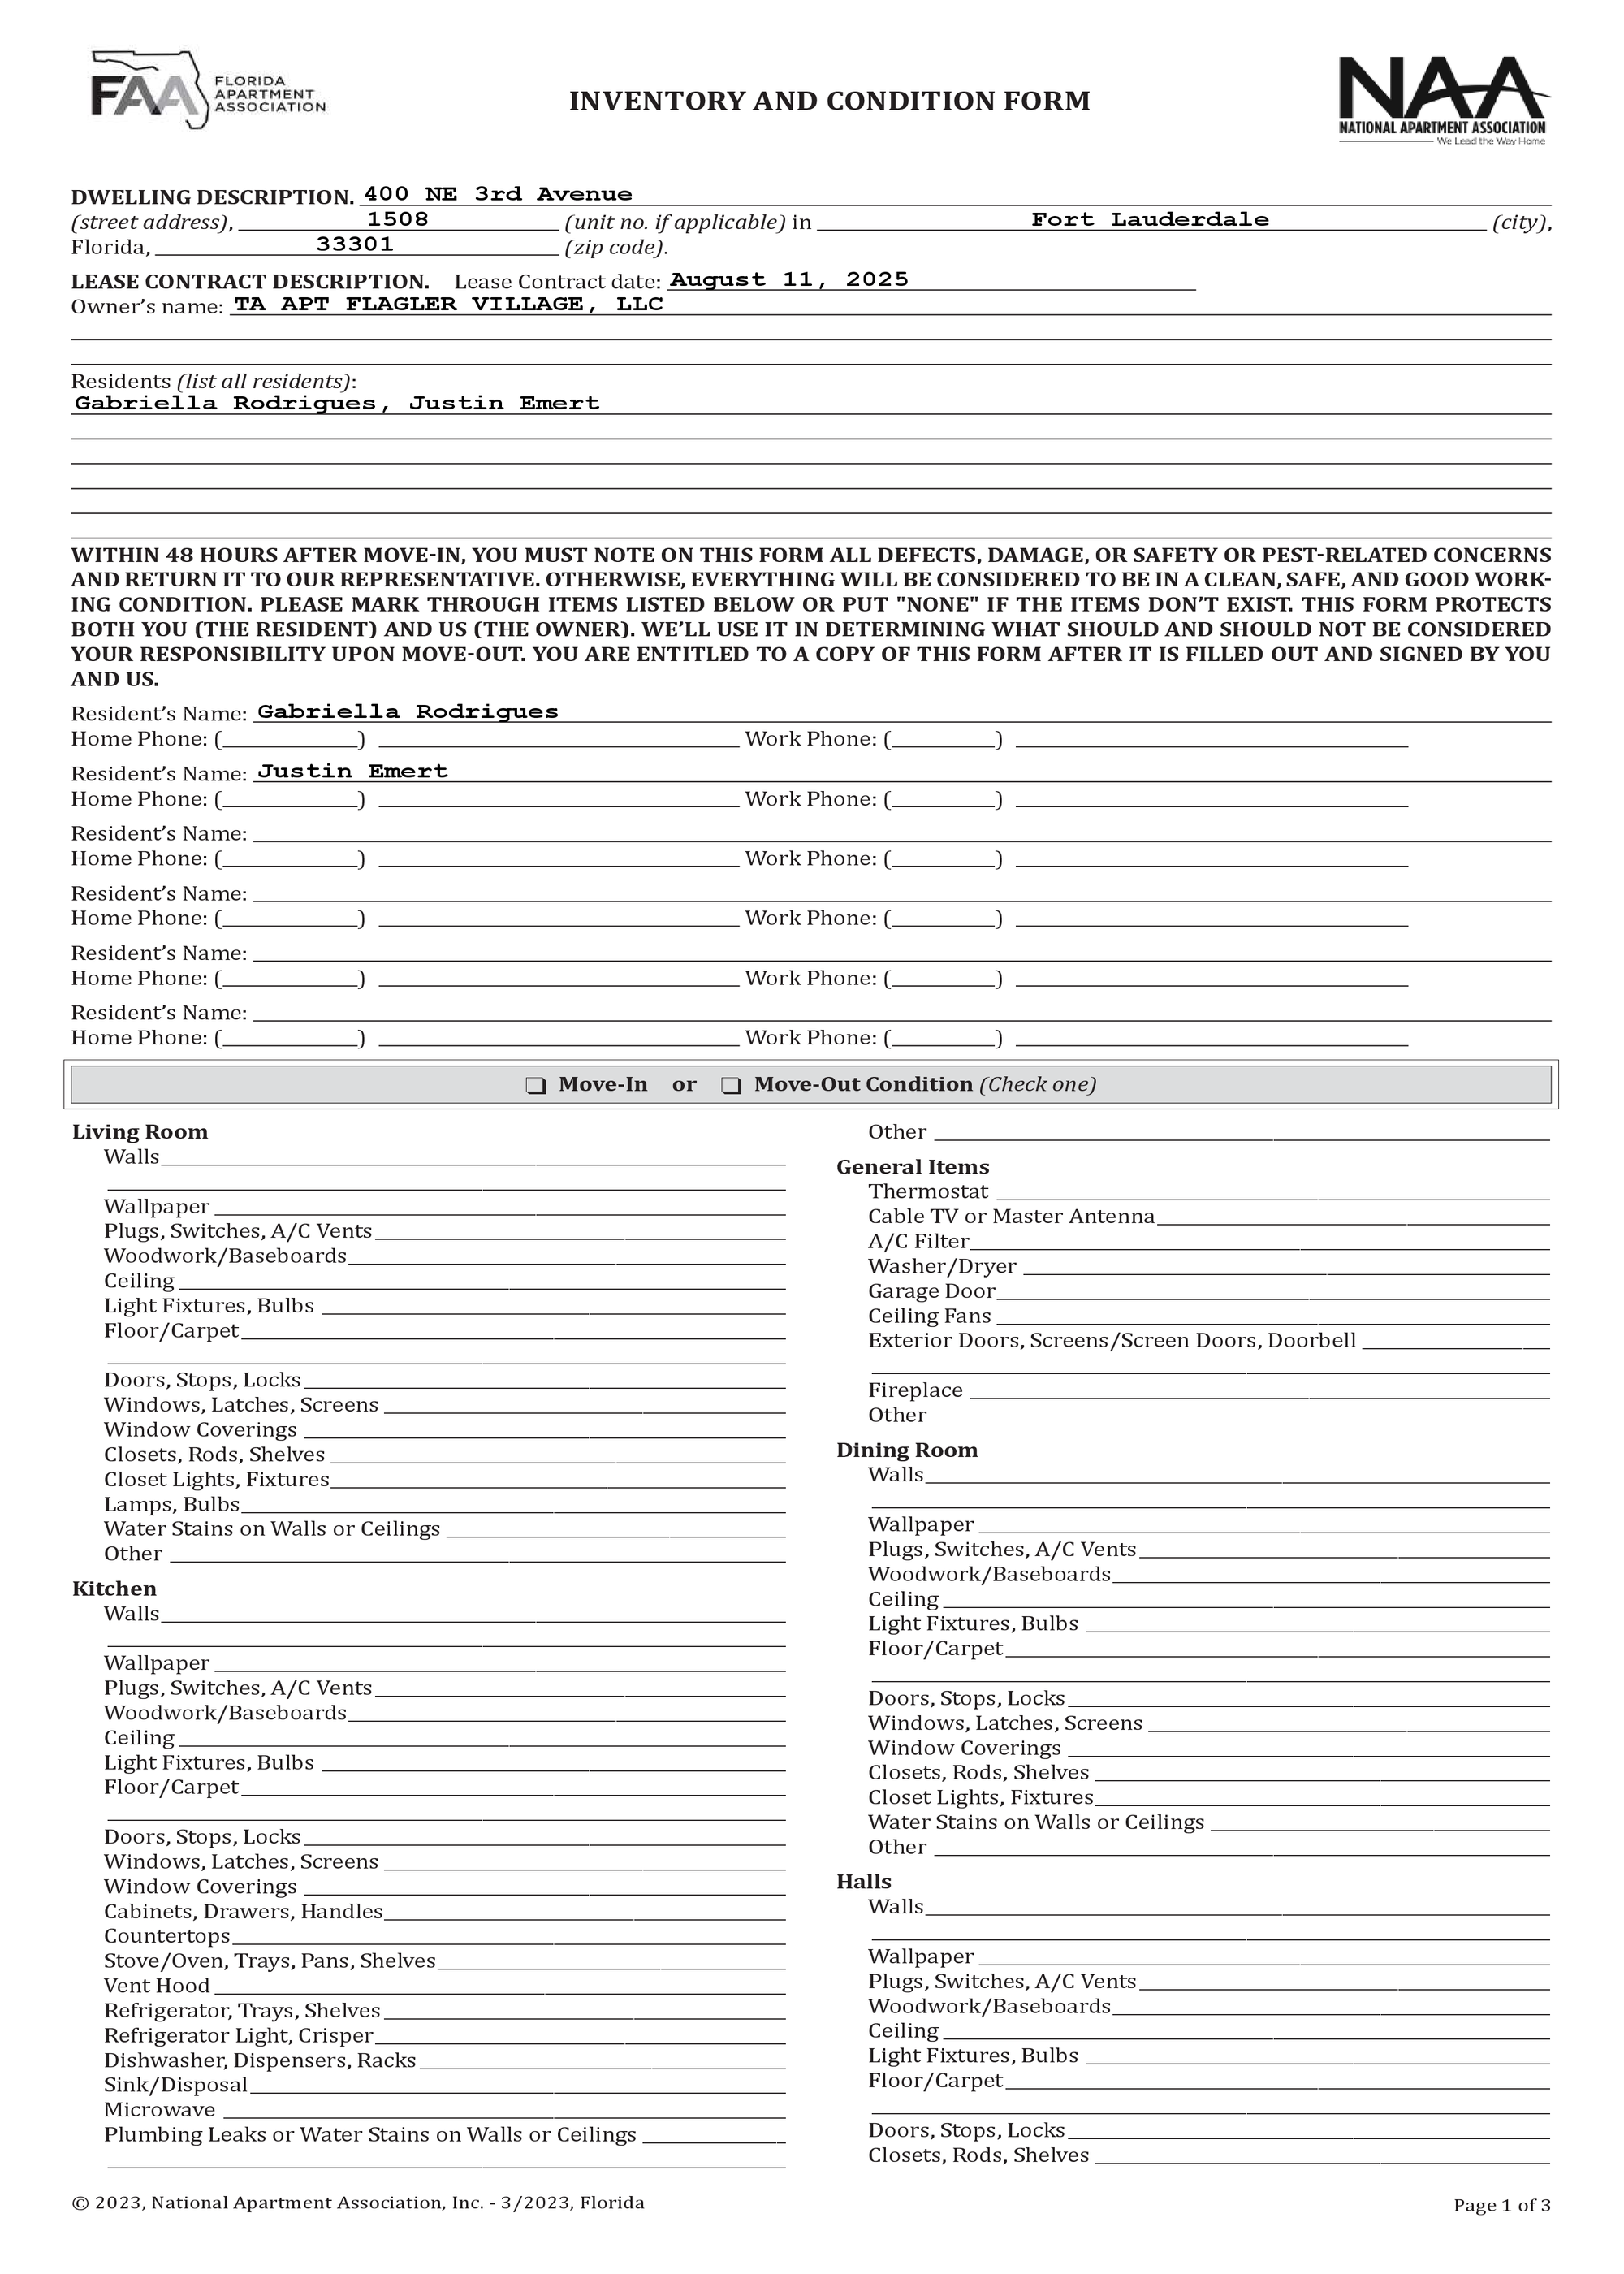 FAA FLORIDA
APARTMENT
ASSOCIATION
INVENTORY AND CONDITION FORM
NAA
NATIONAL APARTMENT ASSOCIATION
We Lead the Way Home
DWELLING DESCRIPTION. 400 NE 3rd Avenue
(street address), 1508 (unit no. if applicable) in Fort Lauderdale (city),
Florida, 33301 (zip code).
LEASE CONTRACT DESCRIPTION. Lease Contract date: August 11, 2025
Owner’s name: TA APT FLAGLER VILLAGE, LLC
Residents (list all residents):
Gabriella Rodrigues, Justin Emert
WITHIN 48 HOURS AFTER MOVE-IN, YOU MUST NOTE ON THIS FORM ALL DEFECTS, DAMAGE, OR SAFETY OR PEST-RELATED CONCERNS
AND RETURN IT TO OUR REPRESENTATIVE. OTHERWISE, EVERYTHING WILL BE CONSIDERED TO BE IN A CLEAN, SAFE, AND GOOD WORK-
ING CONDITION. PLEASE MARK THROUGH ITEMS LISTED BELOW OR PUT "NONE" IF THE ITEMS DON’T EXIST. THIS FORM PROTECTS
BOTH YOU (THE RESIDENT) AND US (THE OWNER). WE’LL USE IT IN DETERMINING WHAT SHOULD AND SHOULD NOT BE CONSIDERED
YOUR RESPONSIBILITY UPON MOVE-OUT. YOU ARE ENTITLED TO A COPY OF THIS FORM AFTER IT IS FILLED OUT AND SIGNED BY YOU
AND US.
Resident’s Name: Gabriella Rodrigues
Home Phone: ( ) Work Phone: ( )
Resident’s Name: Justin Emert
Home Phone: ( ) Work Phone: ( )
Resident’s Name:
Home Phone: ( ) Work Phone: ( )
Resident’s Name:
Home Phone: ( ) Work Phone: ( )
Resident’s Name:
Home Phone: ( ) Work Phone: ( )
Resident’s Name:
Home Phone: ( ) Work Phone: ( )
❏ Move-In or ❏ Move-Out Condition (Check one)
Living Room
Walls
Wallpaper
Plugs, Switches, A/C Vents
Woodwork/Baseboards
Ceiling
Light Fixtures, Bulbs
Floor/Carpet
Doors, Stops, Locks
Windows, Latches, Screens
Window Coverings
Closets, Rods, Shelves
Closet Lights, Fixtures
Lamps, Bulbs
Water Stains on Walls or Ceilings
Other
Kitchen
Walls
Wallpaper
Plugs, Switches, A/C Vents
Woodwork/Baseboards
Ceiling
Light Fixtures, Bulbs
Floor/Carpet
Doors, Stops, Locks
Windows, Latches, Screens
Window Coverings
Cabinets, Drawers, Handles
Countertops
Stove/Oven, Trays, Pans, Shelves
Vent Hood
Refrigerator, Trays, Shelves
Refrigerator Light, Crisper
Dishwasher, Dispensers, Racks
Sink/Disposal
Microwave
Plumbing Leaks or Water Stains on Walls or Ceilings
Other
General Items
Thermostat
Cable TV or Master Antenna
A/C Filter
Washer/Dryer
Garage Door
Ceiling Fans
Exterior Doors, Screens/Screen Doors, Doorbell
Fireplace
Other
Dining Room
Walls
Wallpaper
Plugs, Switches, A/C Vents
Woodwork/Baseboards
Ceiling
Light Fixtures, Bulbs
Floor/Carpet
Doors, Stops, Locks
Windows, Latches, Screens
Window Coverings
Closets, Rods, Shelves
Closet Lights, Fixtures
Water Stains on Walls or Ceilings
Other
Halls
Walls
Wallpaper
Plugs, Switches, A/C Vents
Woodwork/Baseboards
Ceiling
Light Fixtures, Bulbs
Floor/Carpet
Doors, Stops, Locks
Closets, Rods, Shelves
© 2023, National Apartment Association, Inc. - 3/2023, Florida
Page 1 of 3